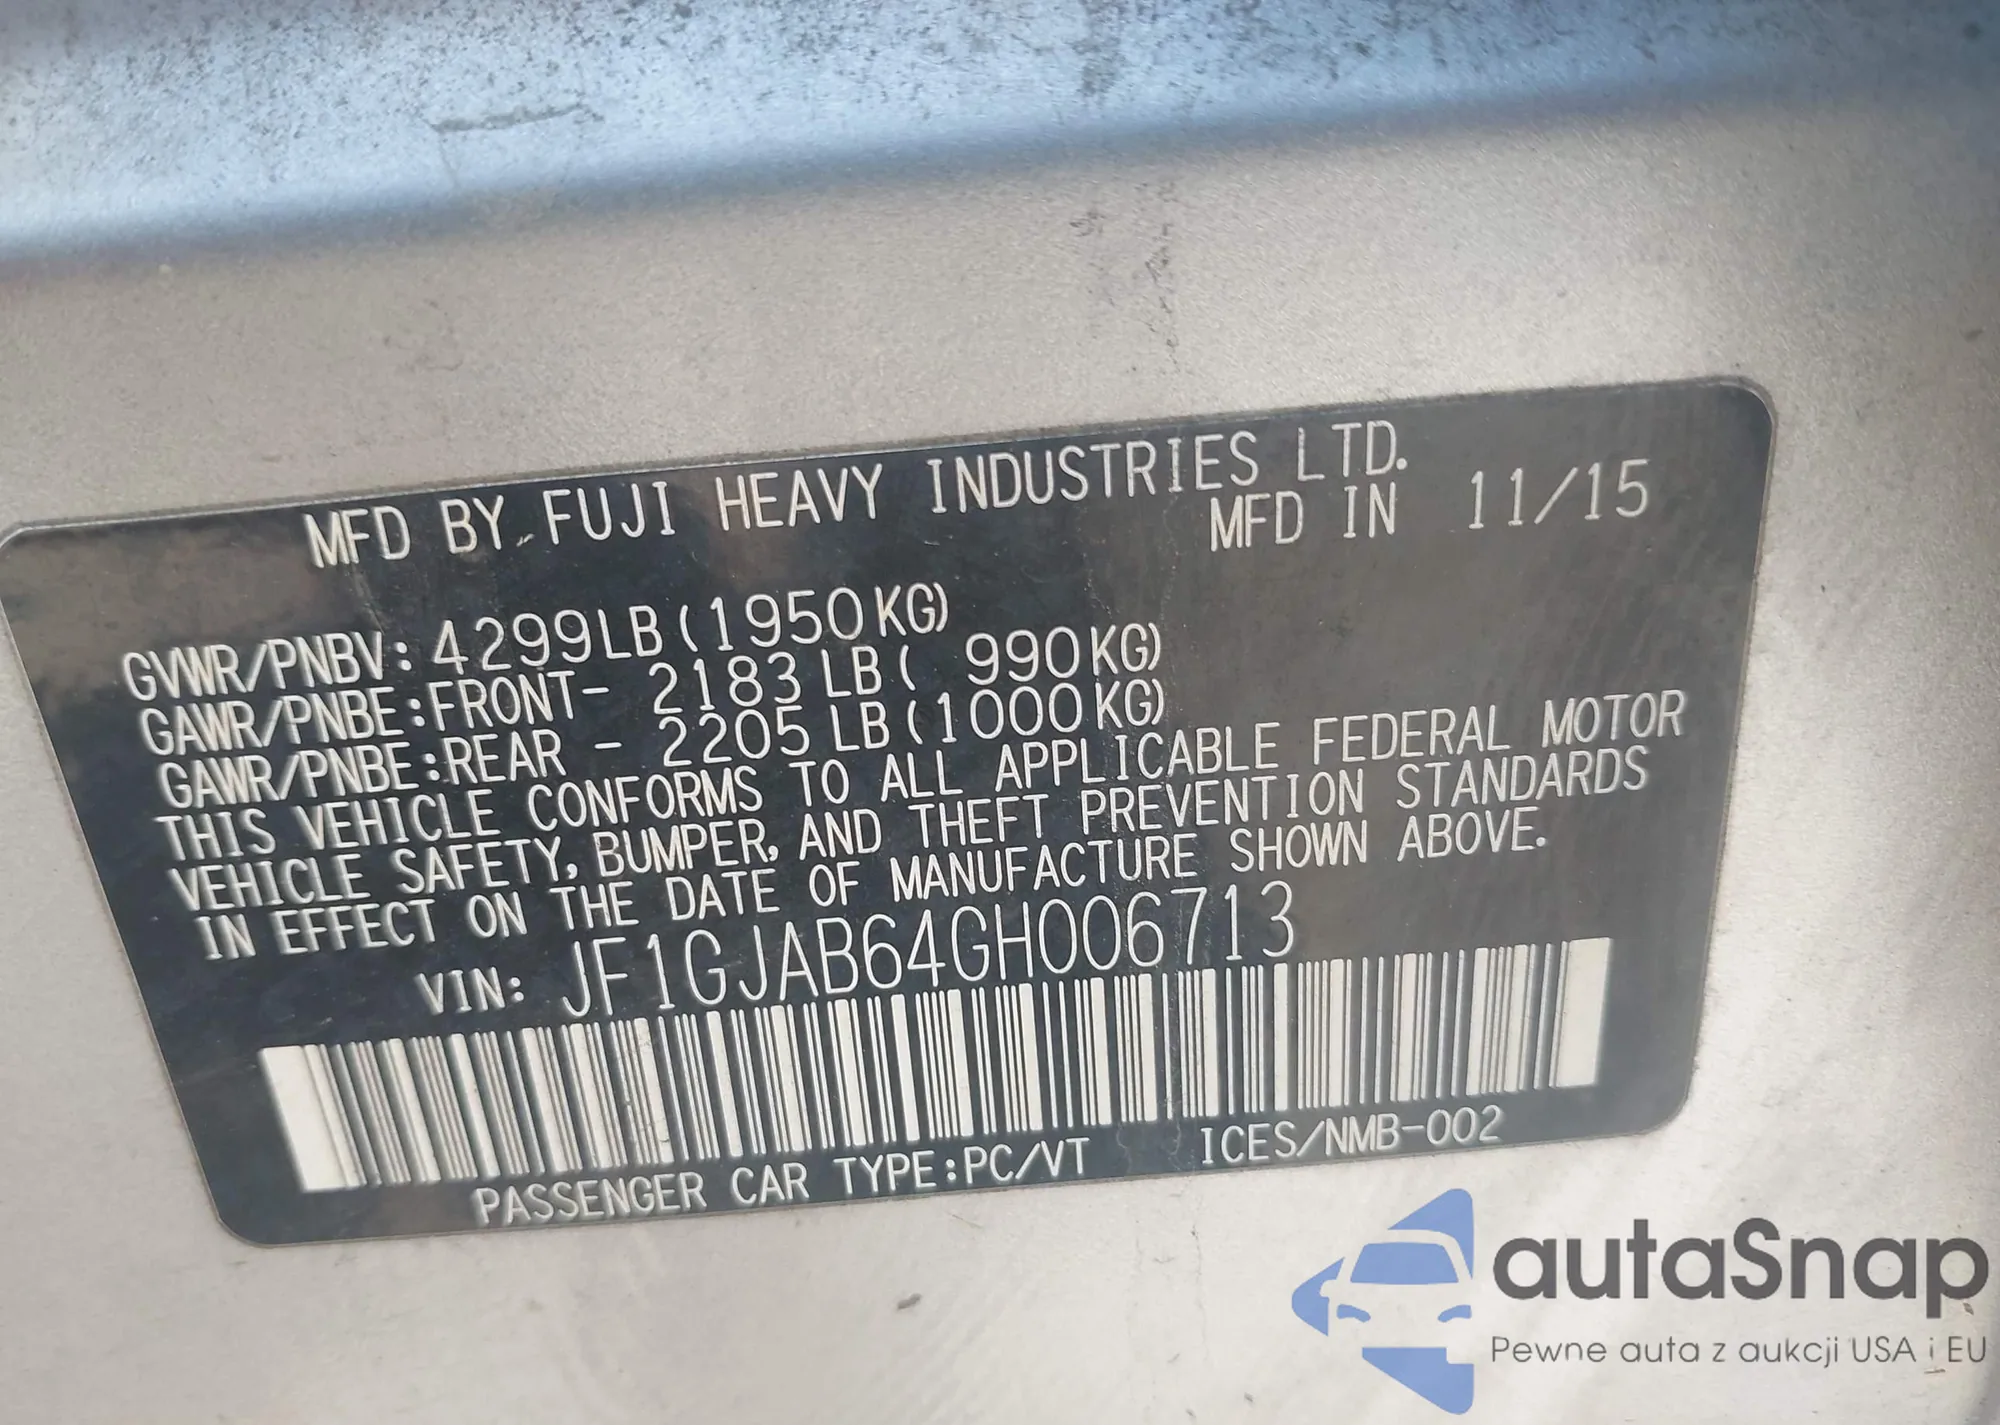 MFD BY FUJI HEAVY INDUSTRIES LTD.
MFD IN 11/15
GVWR/PNBV: 4299LB(1950KG)
GAWR/PNBE:FRONT- 2183LB( 990KG)
GAWR/PNBE:REAR - 2205LB(1000KG)
THIS VEHICLE CONFORMS TO ALL APPLICABLE FEDERAL MOTOR
VEHICLE SAFETY, BUMPER, AND THEFT PREVENTION STANDARDS
IN EFFECT ON THE DATE OF MANUFACTURE SHOWN ABOVE.
VIN: JF1GJAB64GH006713
PASSENGER CAR TYPE:PC/VT ICES/NMB-002
autaSnap
Pewne auta z aukcji USA i EU